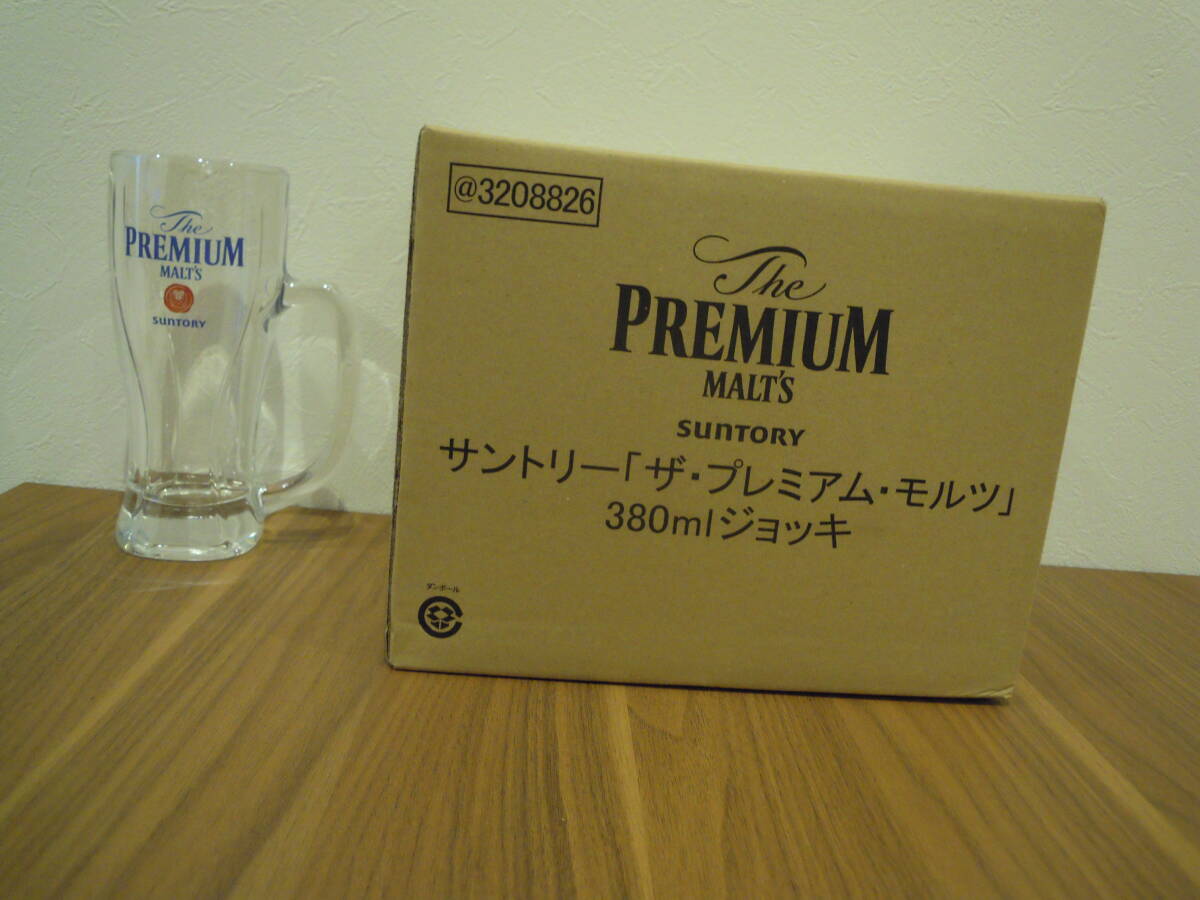 The
PREMIUM
MALT'S
SUNTORY
@3208826
The
PREMIUM
MALT'S
SUNTORY
サントリー「ザ・プレミアム・モルツ」
380mlジョッキ
ダンボール